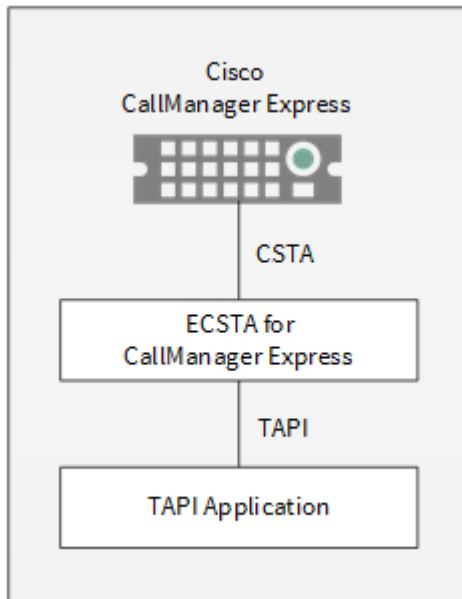 Cisco
CallManager Express
CSTA
ECSTA for
CallManager Express
TAPI
TAPI Application